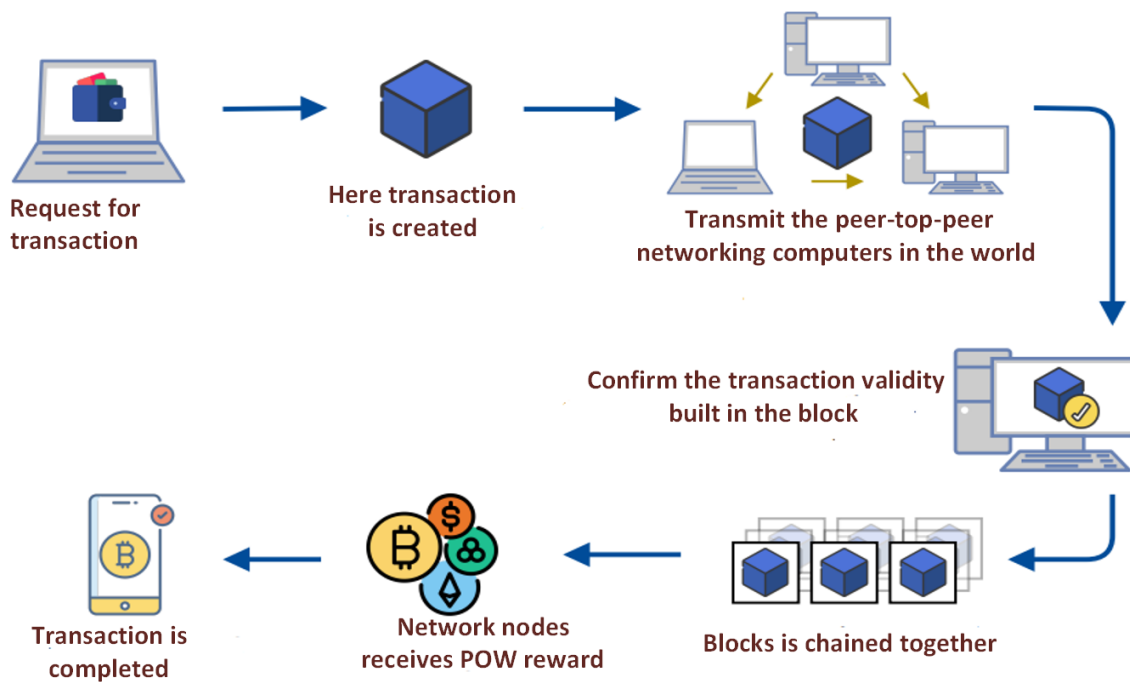 Request for
transaction
Here transaction
is created
Transmit the peer-top-peer
networking computers in the world
Confirm the transaction validity
built in the block
Blocks is chained together
Network nodes
receives POW reward
Transaction is
completed